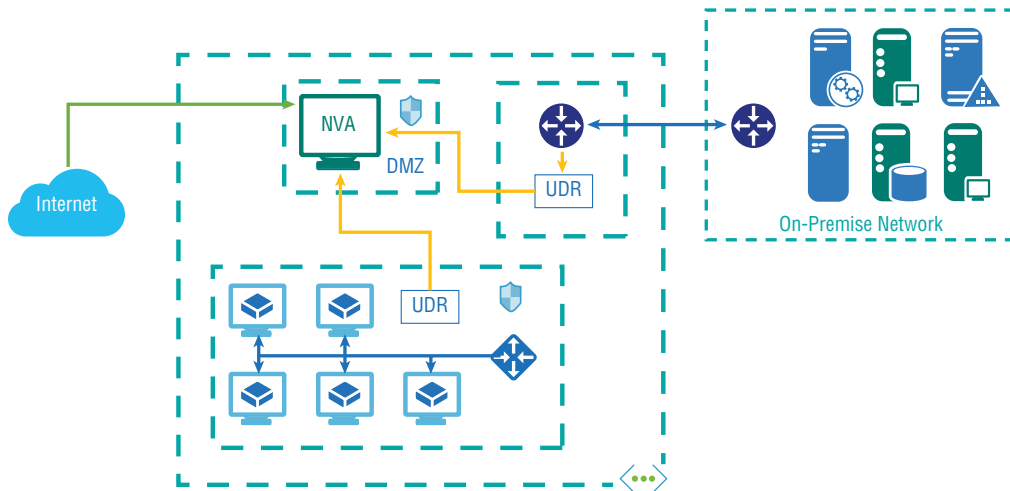 NVA
DMZ
Internet
UDR
On-Premise Network
UDR